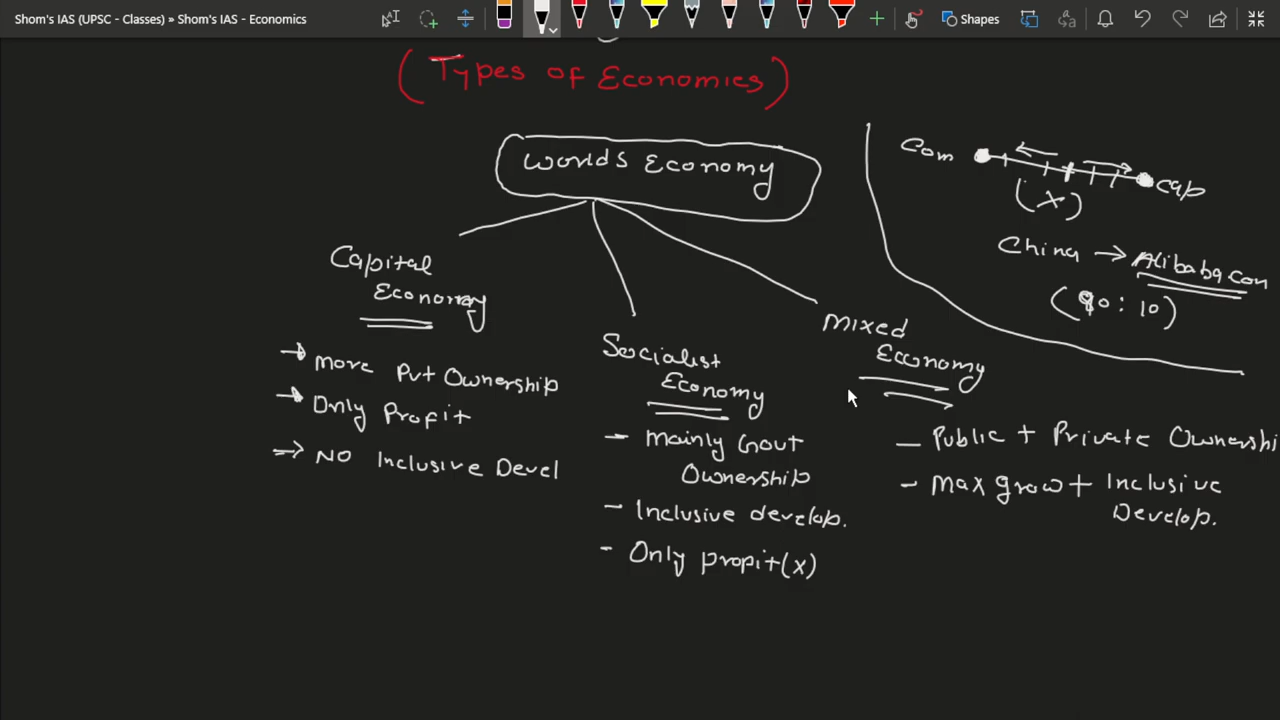 Shom's IAS (UPSC - Classes) » Shom's IAS - Economics
Shapes
(Types of Economies)
Worlds Economy
Capital
Economy
→ More Pvt Ownership
→ Only Profit
→ No Inclusive Devel
Socialist
Economy
- Mainly Govt
Ownership
- Inclusive develop.
- Only propit(x)
Mixed
Economy
- Public + Private Ownershi
- Max grow + Inclusive
Develop.
Com
Cap
(x)
China → Alibaba.com
(90:10)